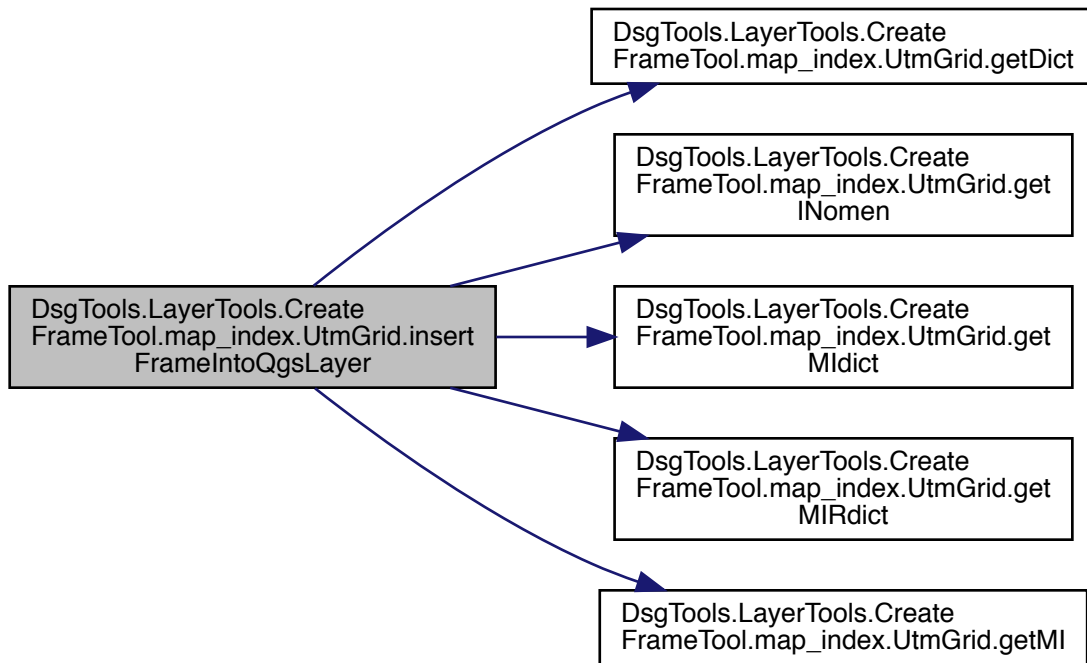 DsgTools.LayerTools.Create
FrameTool.map_index.UtmGrid.getDict
DsgTools.LayerTools.Create
FrameTool.map_index.UtmGrid.get
INomen
DsgTools.LayerTools.Create
FrameTool.map_index.UtmGrid.insert
FrameIntoQgsLayer
DsgTools.LayerTools.Create
FrameTool.map_index.UtmGrid.get
MIdict
DsgTools.LayerTools.Create
FrameTool.map_index.UtmGrid.get
MIRdict
DsgTools.LayerTools.Create
FrameTool.map_index.UtmGrid.getMI